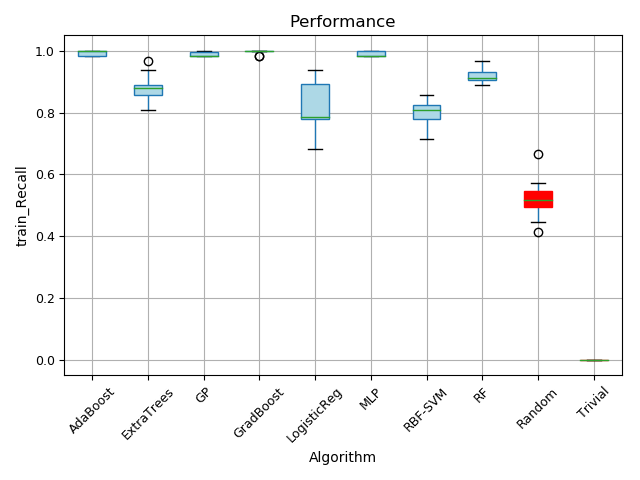 Performance
train_Recall
1.0
0.8
0.6
0.4
0.2
0.0
AdaBoost
ExtraTrees
GP
GradBoost
LogisticReg
MLP
RBF-SVM
RF
Random
Trivial
Algorithm